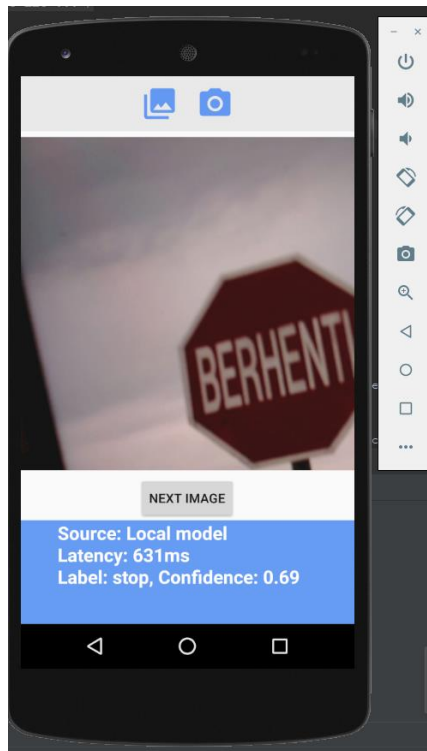 BERHENTI
NEXT IMAGE
Source: Local model
Latency: 631ms
Label: stop, Confidence: 0.69